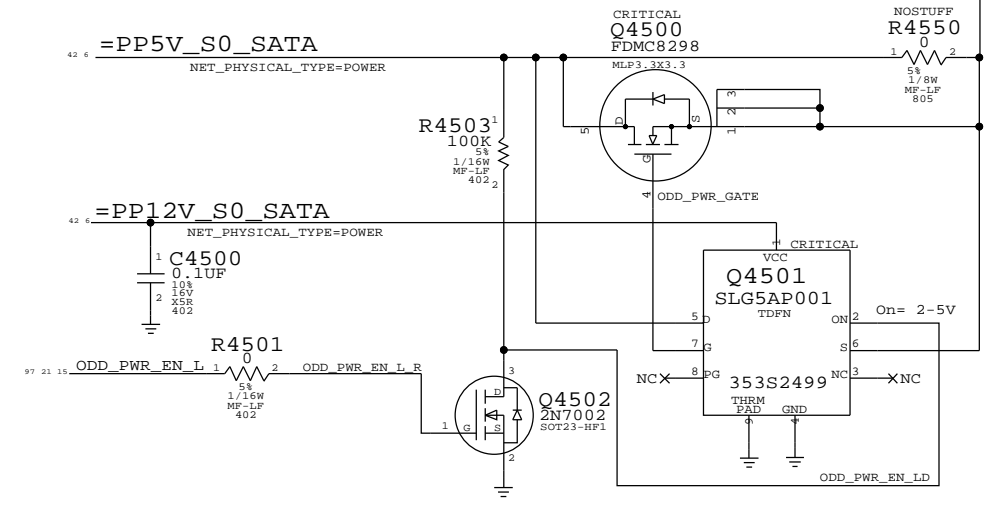 CRITICAL
Q4500
FDMC8298
MLP3.3X3.3
NOSTUFF
R4550
0
1 2
5%
1/8W
MF-LF
805
42 6 =PP5V_S0_SATA
NET_PHYSICAL_TYPE=POWER
R4503 1
100K
5%
1/16W
MF-LF
402 2
5 D S G
3
2
1
4 ODD_PWR_GATE
42 6 =PP12V_S0_SATA
NET_PHYSICAL_TYPE=POWER
1 C4500
0.1UF
10%
16V
2 X5R
402
1 CRITICAL
VCC
Q4501
SLG5AP001
TDFN
On= 2-5V
5 D ON 2
7 G S 6
NC 8 PG NC 3 NC
353S2499
THRM
PAD GND
9 4
R4501
0
97 21 15 ODD_PWR_EN_L 1 2 ODD_PWR_EN_L_R
5%
1/16W
MF-LF
402
3
D
Q4502
2N7002
SOT23-HF1
1 G S
2
ODD_PWR_EN_LD